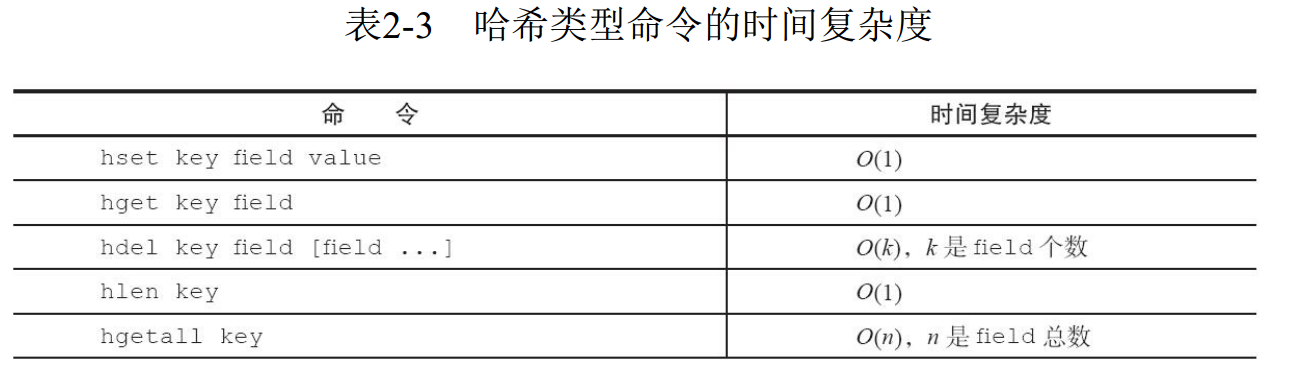 表2-3 哈希类型命令的时间复杂度
命 令 时间复杂度
hset key field value O(1)
hget key field O(1)
hdel key field [field ...] O(k)，k 是 field 个数
hlen key O(1)
hgetall key O(n)，n 是 field 总数